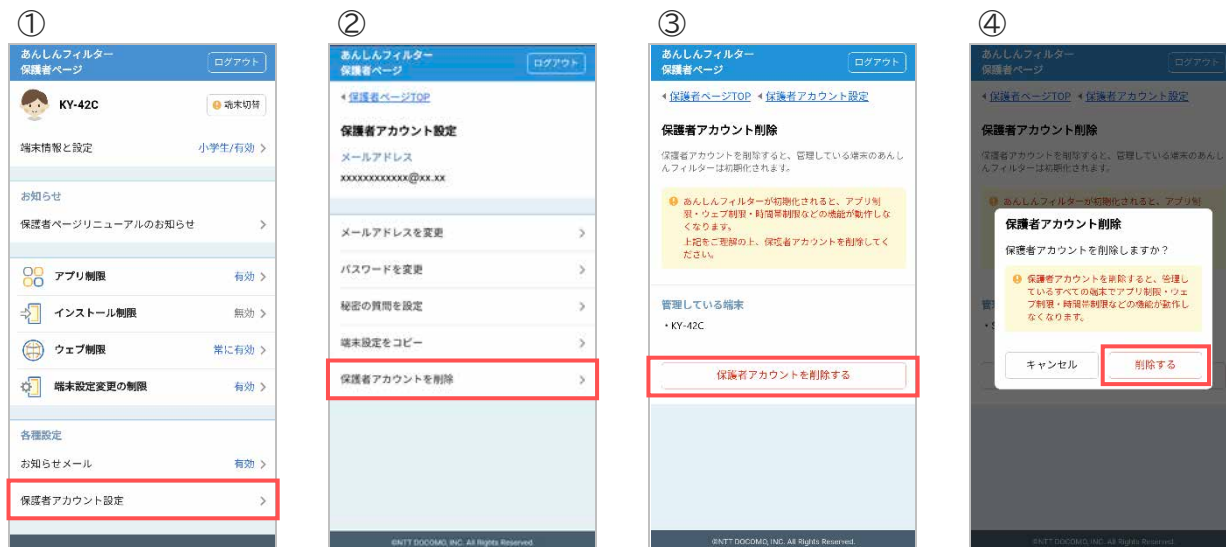 ①
あんしんフィルター
保護者ページ
ログアウト
KY-42C
端末切替
端末情報と設定
小学生/有効
お知らせ
保護者ページリニューアルのお知らせ
アプリ制限
有効
インストール制限
無効
ウェブ制限
常に有効
端末設定変更の制限
有効
各種設定
お知らせメール
有効
保護者アカウント設定
②
あんしんフィルター
保護者ページ
ログアウト
保護者ページTOP
保護者アカウント設定
メールアドレス
xxxxxxxxxxxx@xx.xx
メールアドレスを変更
パスワードを変更
秘密の質問を設定
端末設定をコピー
保護者アカウントを削除
©NTT DOCOMO, INC. All Rights Reserved.
③
あんしんフィルター
保護者ページ
ログアウト
保護者ページTOP 保護者アカウント設定
保護者アカウント削除
保護者アカウントを削除すると、管理している端末のあんし
んフィルターは初期化されます。
あんしんフィルターが初期化されると、アプリ制
限・ウェブ制限・時間帯制限などの機能が動作しな
くなります。
上記をご理解の上、保護者アカウントを削除してく
ださい。
管理している端末
・KY-42C
保護者アカウントを削除する
©NTT DOCOMO, INC. All Rights Reserved.
④
あんしんフィルター
保護者ページ
ログアウト
保護者ページTOP 保護者アカウント設定
保護者アカウント削除
保護者アカウントを削除すると、管理している端末のあんし
んフィルターは初期化されます。
あんしんフィルターが初期化されると、アプリ制
保護者アカウント削除
保護者アカウントを削除しますか？
保護者アカウントを削除すると、管理し
ているすべての端末でアプリ制限・ウェ
ブ制限・時間帯制限などの機能が動作し
なくなります。
キャンセル
削除する
©NTT DOCOMO, INC. All Rights Reserved.